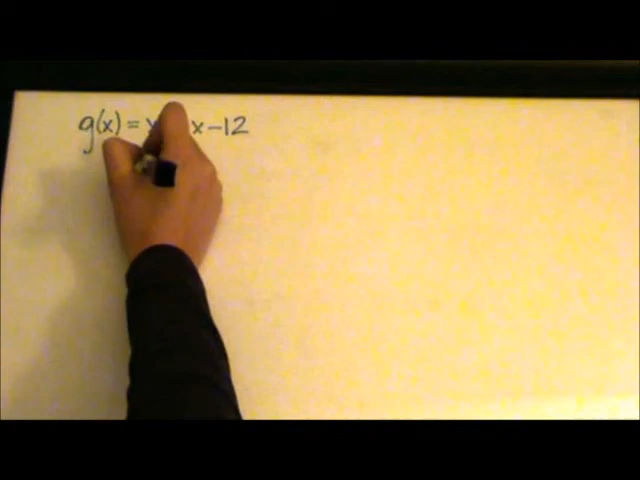 g(x) = x x - 12